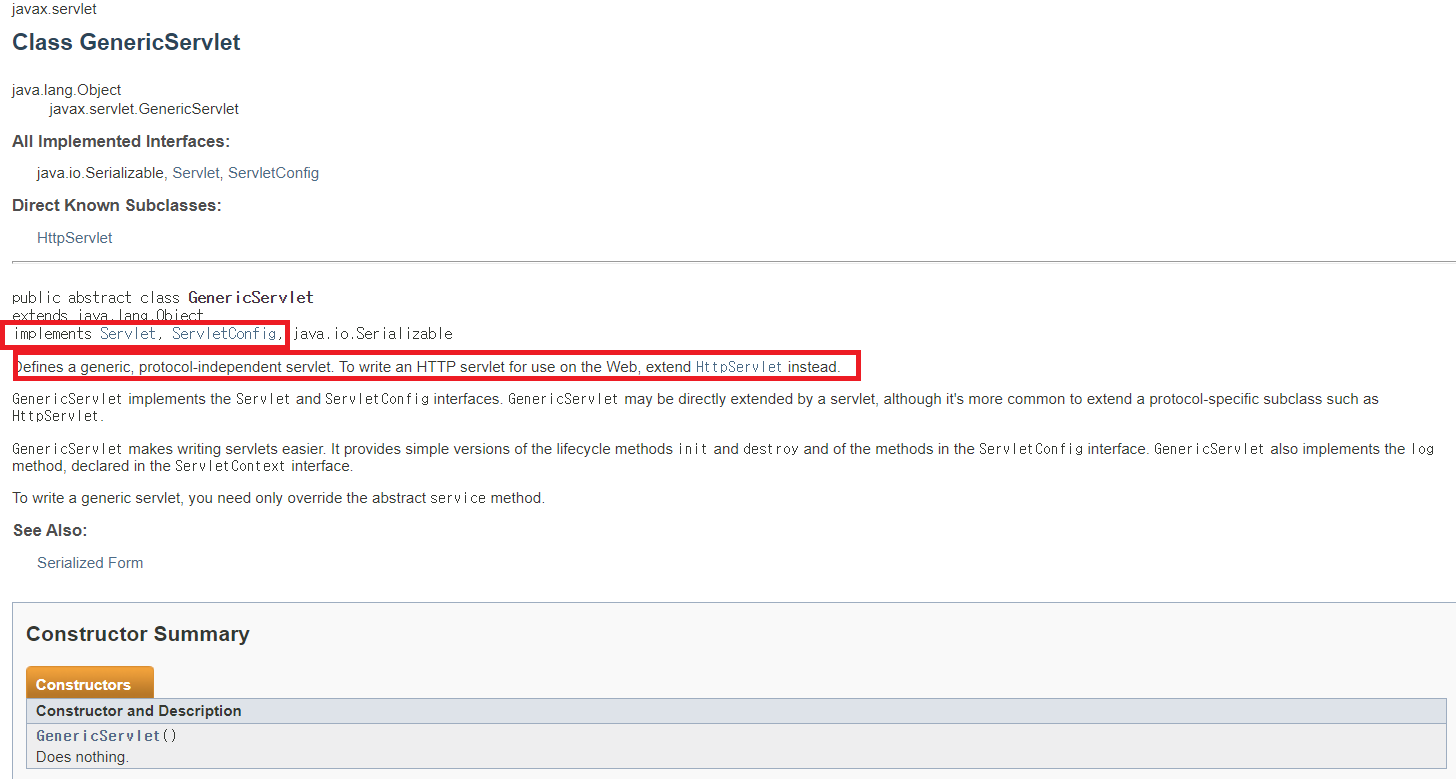 javax.servlet
Class GenericServlet
java.lang.Object
javax.servlet.GenericServlet
All Implemented Interfaces:
java.io.Serializable, Servlet, ServletConfig
Direct Known Subclasses:
HttpServlet
public abstract class GenericServlet
extends java.lang.Object
implements Servlet, ServletConfig, java.io.Serializable
Defines a generic, protocol-independent servlet. To write an HTTP servlet for use on the Web, extend HttpServlet instead.
GenericServlet implements the Servlet and ServletConfig interfaces. GenericServlet may be directly extended by a servlet, although it's more common to extend a protocol-specific subclass such as
HttpServlet.
GenericServlet makes writing servlets easier. It provides simple versions of the lifecycle methods init and destroy and of the methods in the ServletConfig interface. GenericServlet also implements the log
method, declared in the ServletContext interface.
To write a generic servlet, you need only override the abstract service method.
See Also:
Serialized Form
Constructor Summary
Constructors
Constructor and Description
GenericServlet()
Does nothing.